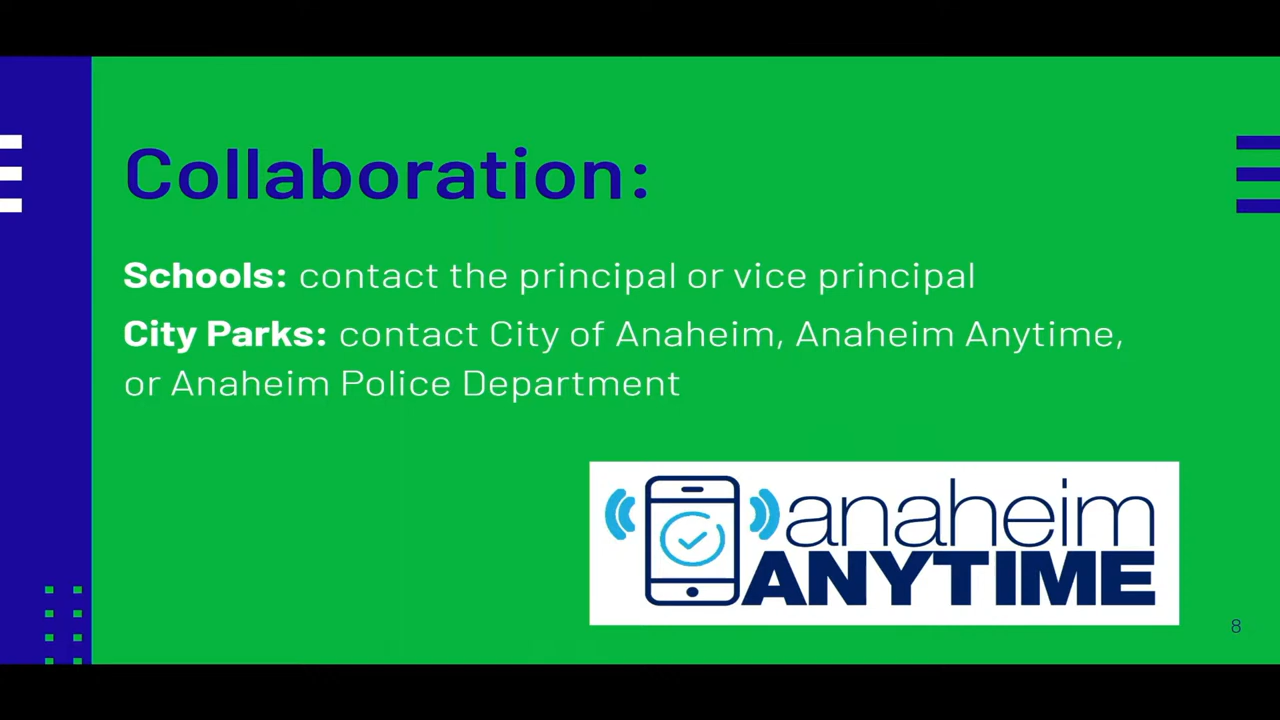 Collaboration:
Schools: contact the principal or vice principal
City Parks: contact City of Anaheim, Anaheim Anytime,
or Anaheim Police Department
anaheim
ANYTIME
8